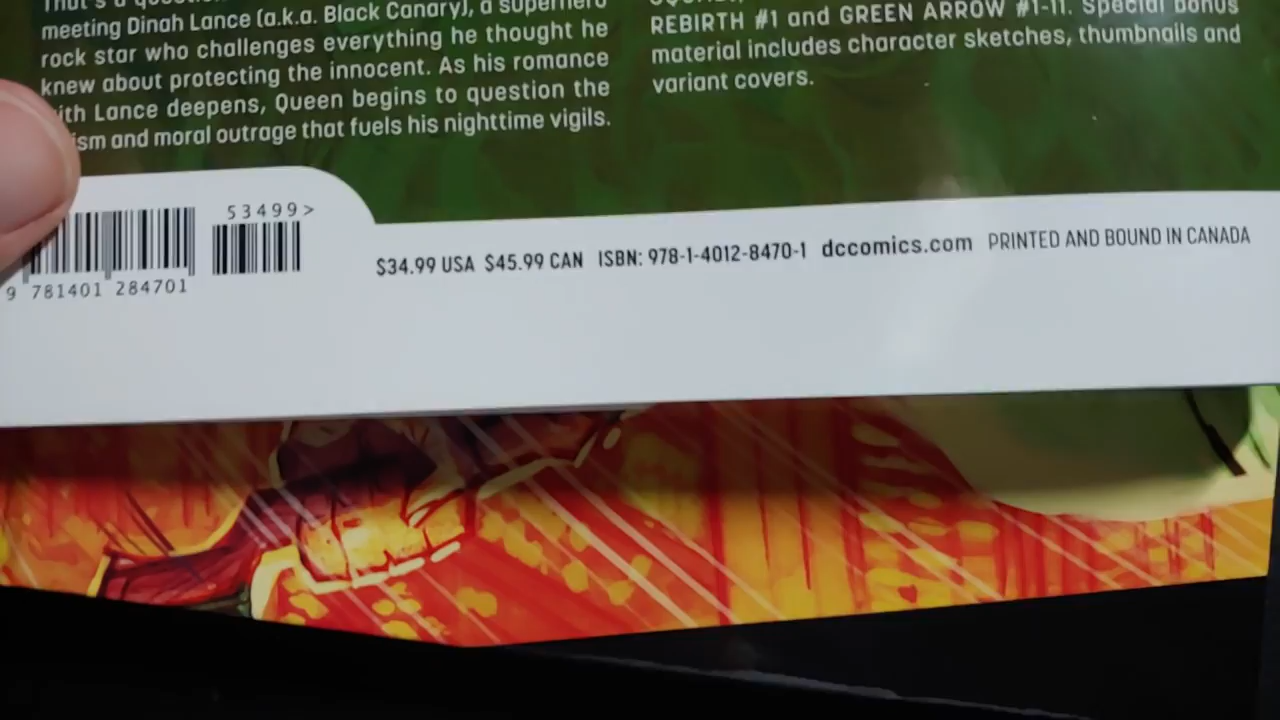 That's a
meeting Dinah Lance (a.k.a. Black Canary), a superhero
rock star who challenges everything he thought he
knew about protecting the innocent. As his romance
with Lance deepens, Queen begins to question the
ism and moral outrage that fuels his nighttime vigils.
REBIRTH #1 and GREEN ARROW #1-11. Special bonus
material includes character sketches, thumbnails and
variant covers.
53499>
9 781401 284701
$34.99 USA $45.99 CAN ISBN: 978-1-4012-8470-1 dccomics.com PRINTED AND BOUND IN CANADA